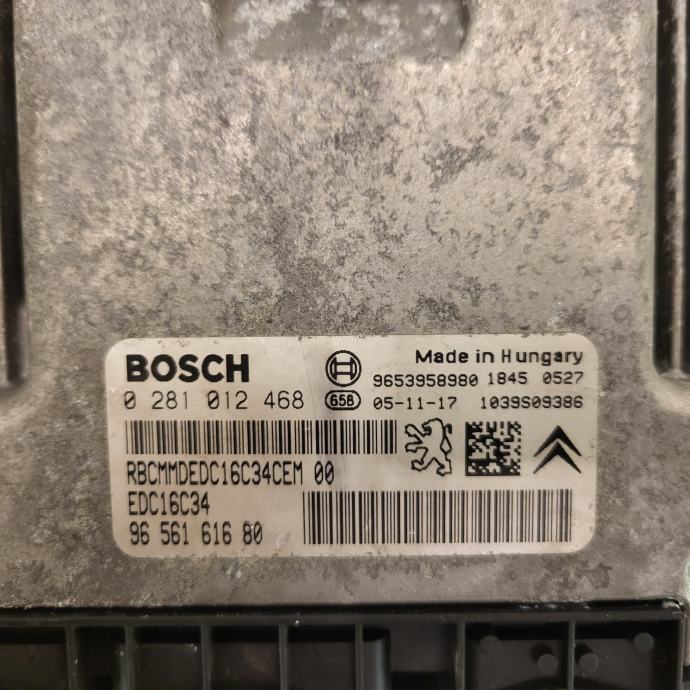 BOSCH
Made in Hungary
9653958980 1845 0527
0 281 012 468
658
05-11-17 1039S09386
RBCMMDEDC16C34CEM 00
EDC16C34
96 561 616 80